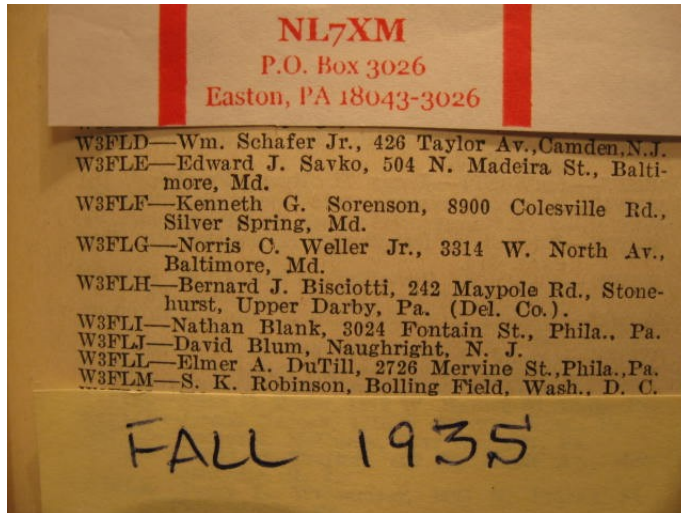 NL7XM
P.O. Box 3026
Easton, PA 18043-3026
W3FLD—Wm. Schafer Jr., 426 Taylor Av.,Camden,N.J.
W3FLE—Edward J. Savko, 504 N. Madeira St., Balti-
more, Md.
W3FLF—Kenneth G. Sorenson, 8900 Colesville Rd.,
Silver Spring, Md.
W3FLG—Norris C. Weller Jr., 3314 W. North Av.,
Baltimore, Md.
W3FLH—Bernard J. Bisciotti, 242 Maypole Rd., Stone-
hurst, Upper Darby, Pa. (Del. Co.).
W3FLI—Nathan Blank, 3024 Fontain St., Phila., Pa.
W3FLJ—David Blum, Naughright, N. J.
W3FLL—Elmer A. DuTill, 2726 Mervine St.,Phila.,Pa.
W3FLM—S. K. Robinson, Bolling Field, Wash., D. C.
FALL 1935